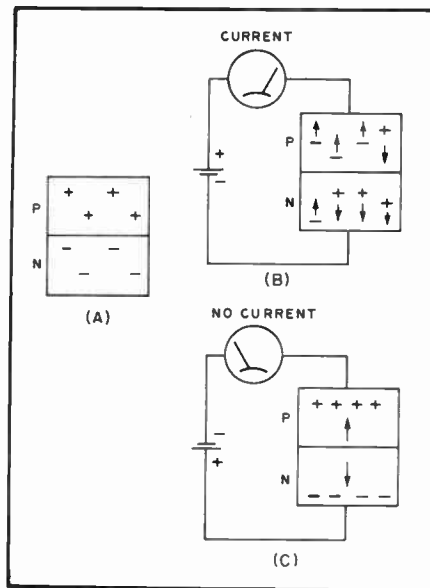 CURRENT
+
−
P
− − − +
N
− + + +
(B)
P
+ + + +
N
− − − −
(A)
NO CURRENT
−
+
P
+ + + +
N
− − − −
(C)